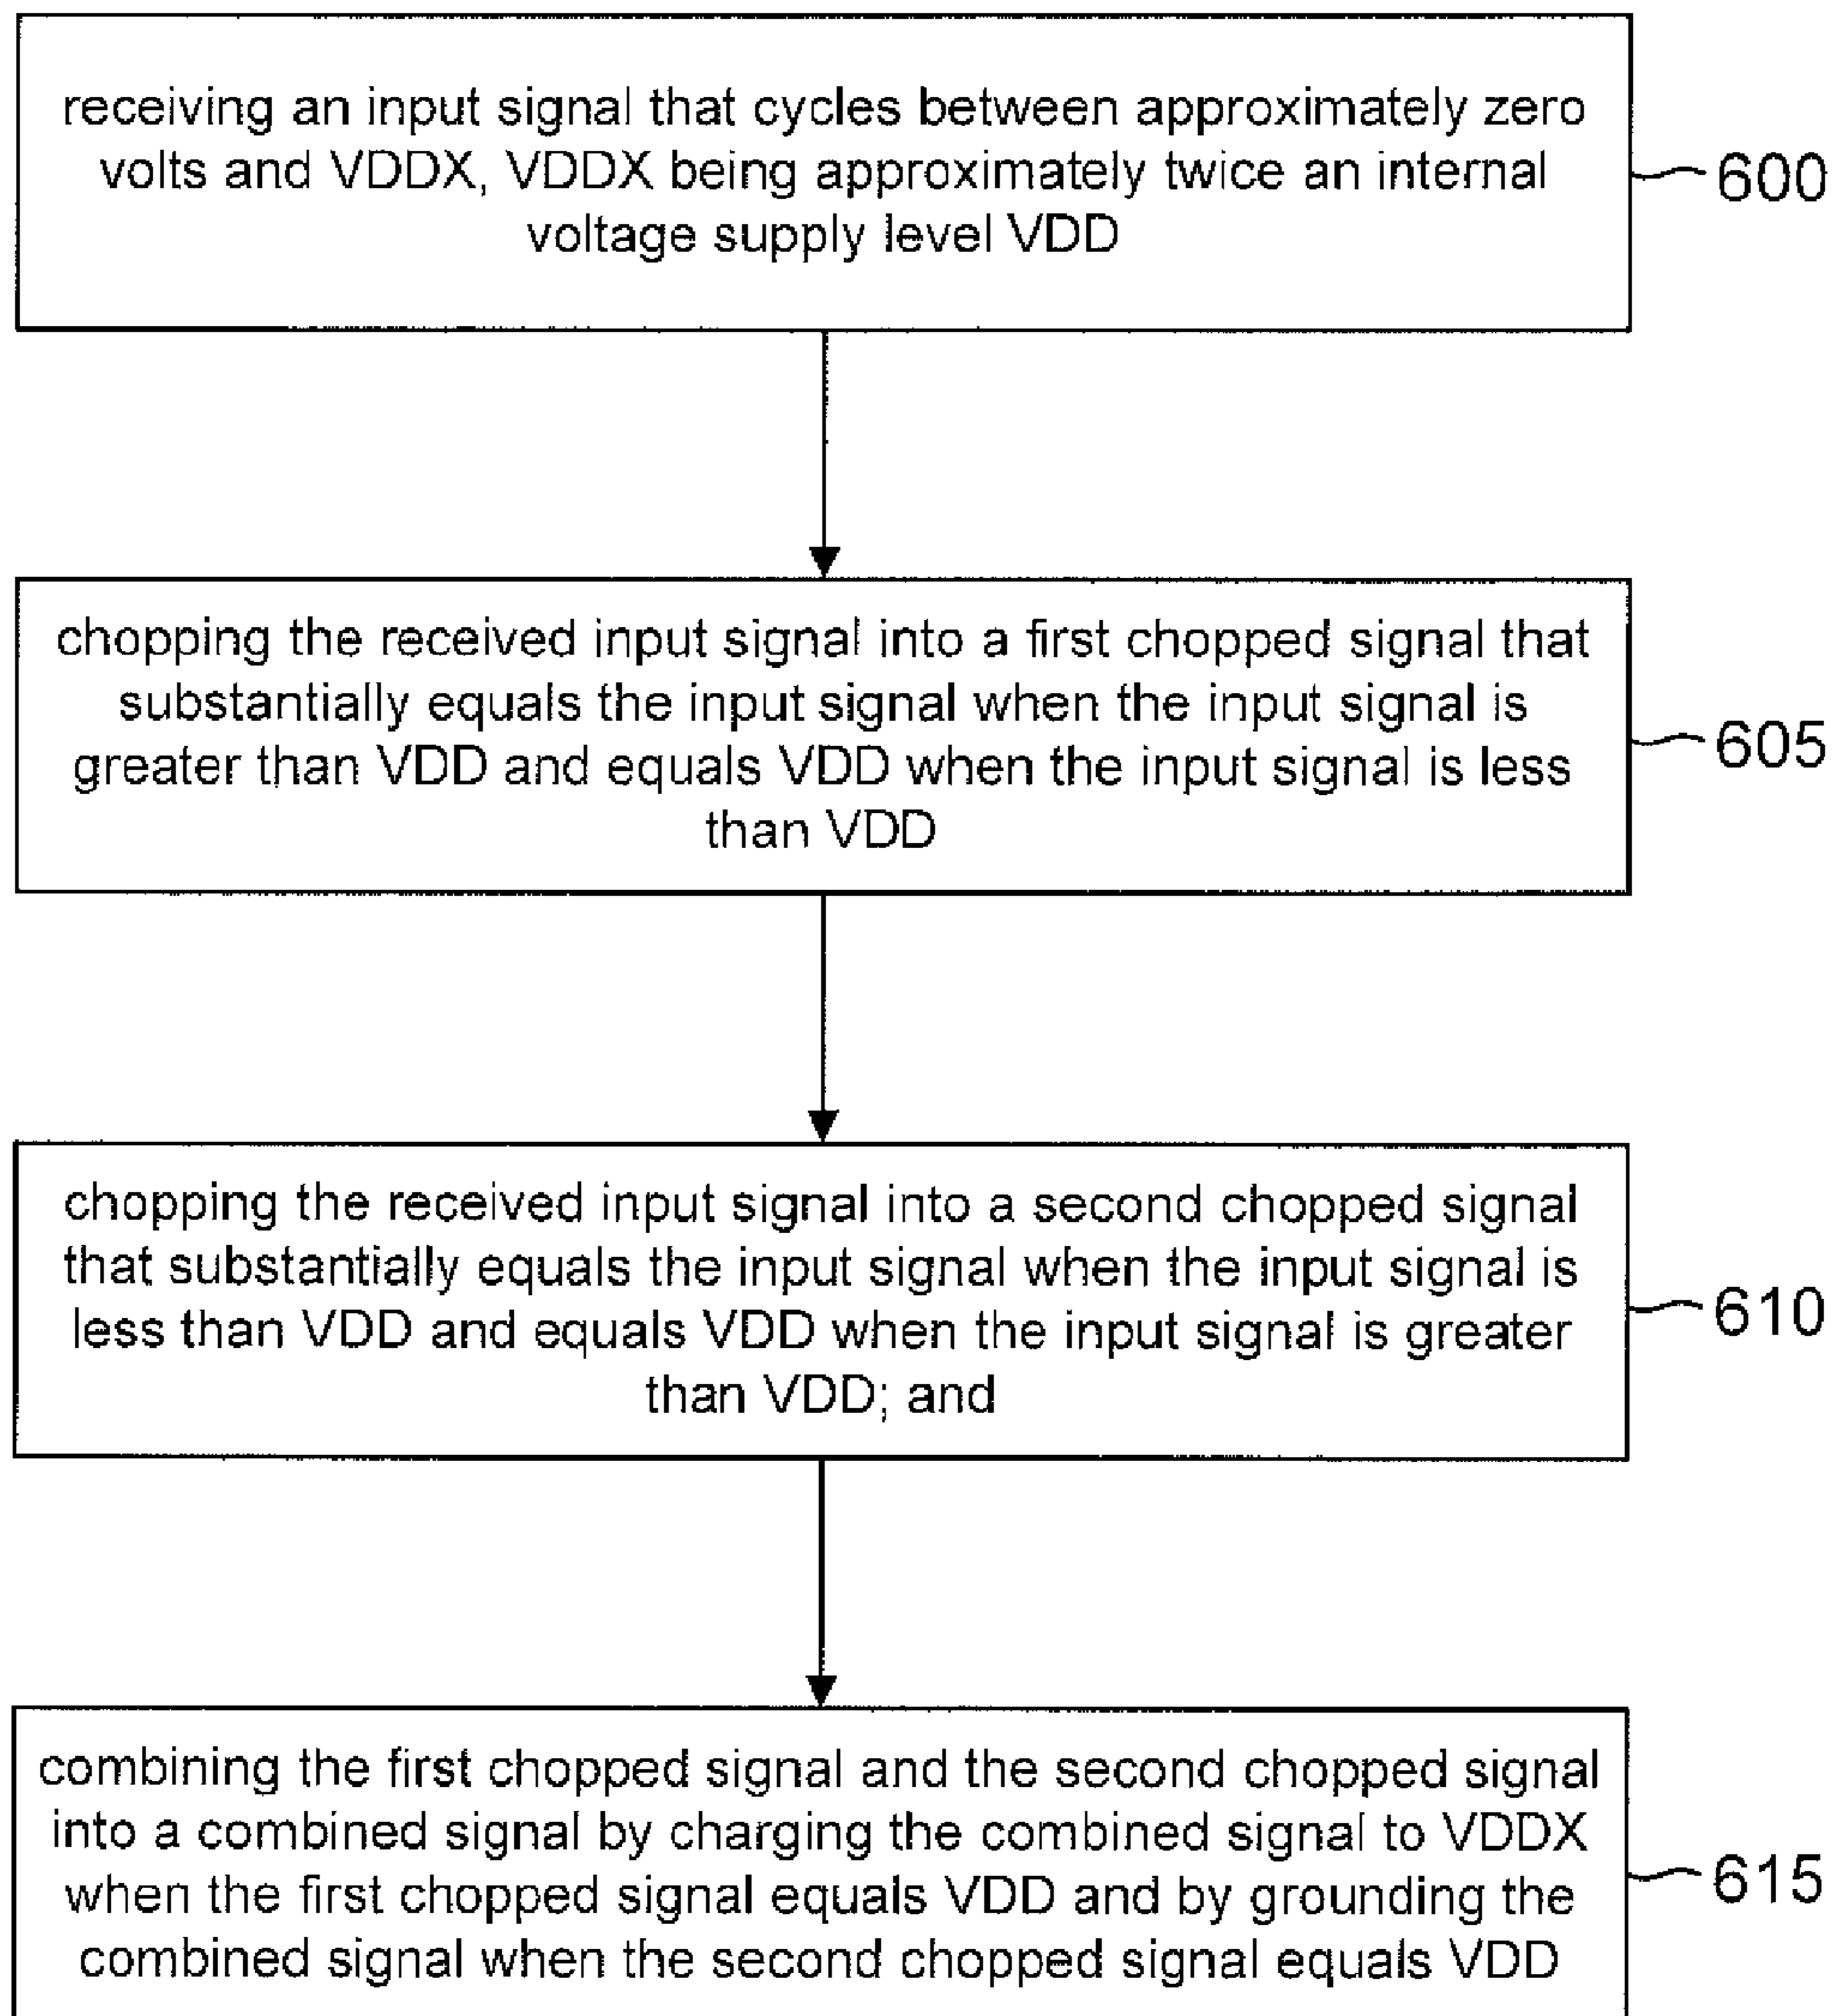 receiving an input signal that cycles between approximately zero
volts and VDDX, VDDX being approximately twice an internal
voltage supply level VDD
600
chopping the received input signal into a first chopped signal that
substantially equals the input signal when the input signal is
greater than VDD and equals VDD when the input signal is less
than VDD
605
chopping the received input signal into a second chopped signal
that substantially equals the input signal when the input signal is
less than VDD and equals VDD when the input signal is greater
than VDD; and
610
combining the first chopped signal and the second chopped signal
into a combined signal by charging the combined signal to VDDX
when the first chopped signal equals VDD and by grounding the
combined signal when the second chopped signal equals VDD
615